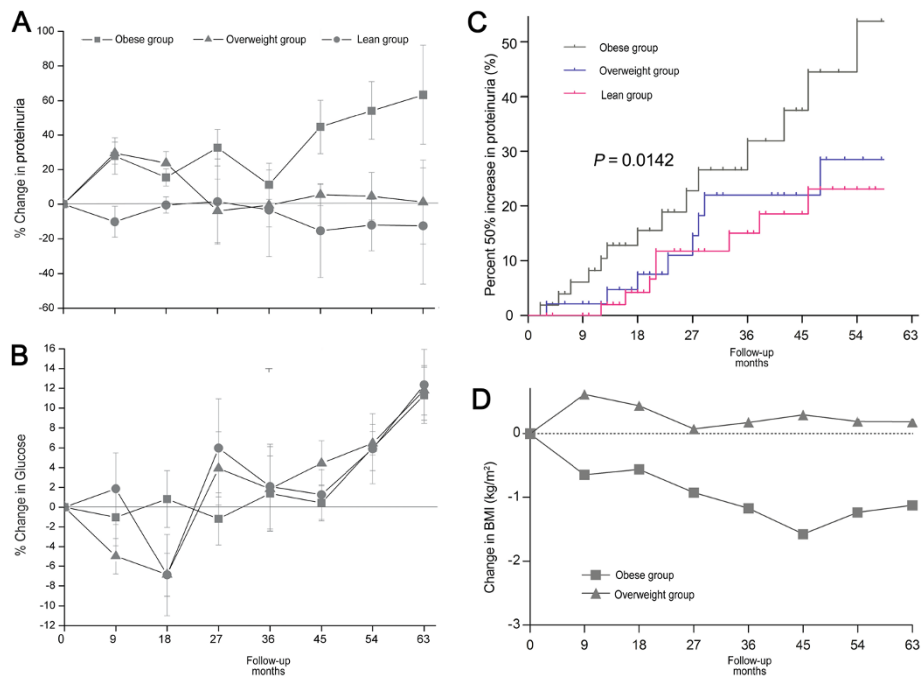 A
Obese group
Overweight group
Lean group
% Change in proteinuria
100
80
60
40
20
0
-20
-40
-60
B
% Change in Glucose
16
14
12
10
8
6
4
2
0
-2
-4
-6
-8
-10
-12
0 9 18 27 36 45 54 63
Follow-up
months
C
Obese group
Overweight group
Lean group
P = 0.0142
Percent 50% increase in proteinuria (%)
50
40
30
20
10
0
0 9 18 27 36 45 54 63
Follow-up
months
D
Change in BMI (kg/m²)
0
-1
-2
-3
Obese group
Overweight group
0 9 18 27 36 45 54 63
Follow-up
months